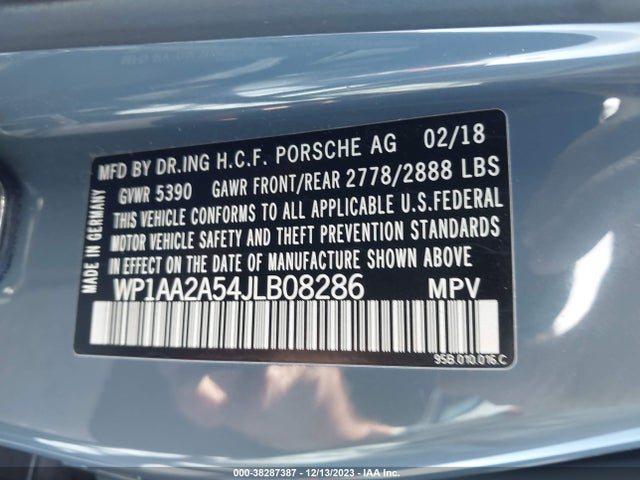 MFD BY DR.ING H.C.F. PORSCHE AG 02/18
GVWR 5390 GAWR FRONT/REAR 2778/2888 LBS
THIS VEHICLE CONFORMS TO ALL APPLICABLE U.S.FEDERAL
MOTOR VEHICLE SAFETY AND THEFT PREVENTION STANDARDS
IN EFFECT ON THE DATE OF MANUFACTURE SHOWN ABOVE.
WP1AA2A54JLB08286 MPV
MADE IN GERMANY
95B.010.016.C
000-38287387 - 12/13/2023 - IAA Inc.